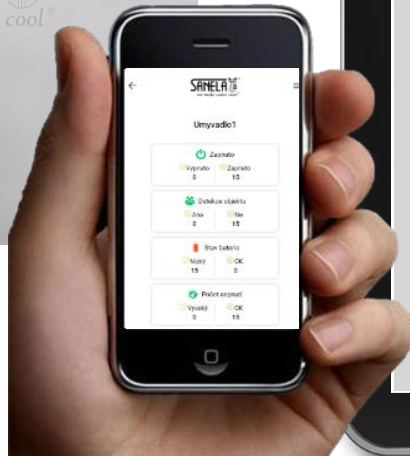 cool®
SANELA
Umyvadlo1
Zapnuto
Vypnuto Zapnuto
0 15
Detekce objektu
Ano Ne
0 15
Stav baterie
Nízký OK
15 0
Počet sepnutí
Vysoký OK
0 15